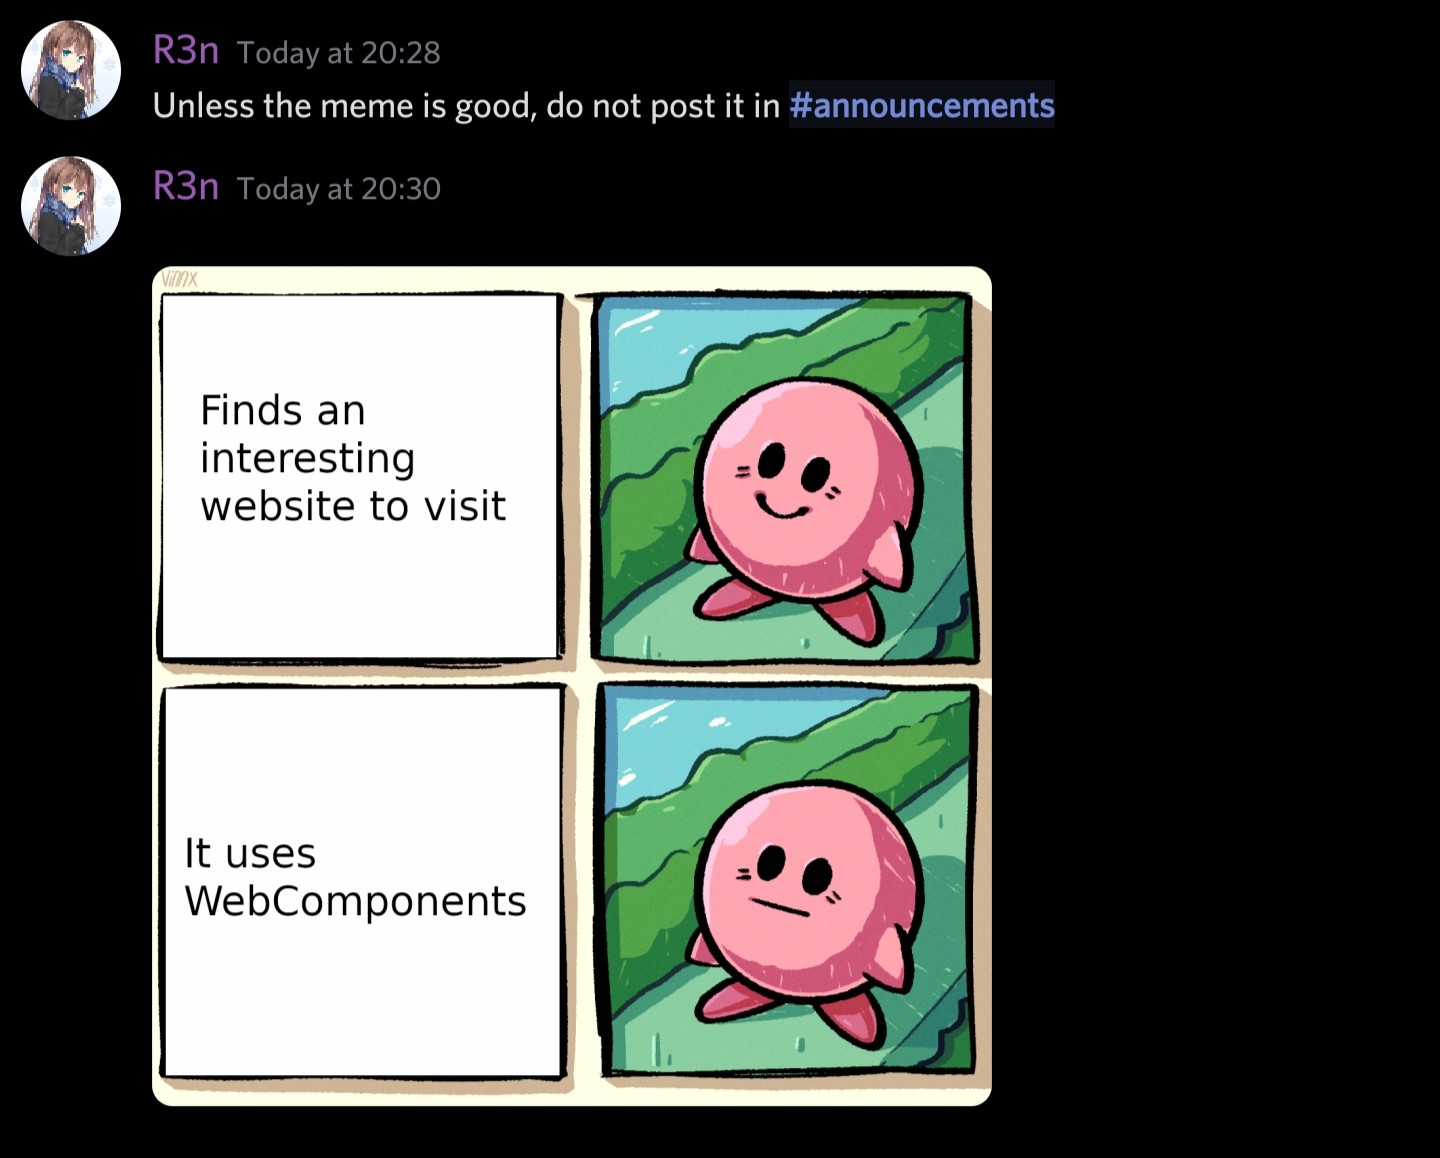 R3n Today at 20:28
Unless the meme is good, do not post it in #announcements
R3n Today at 20:30
Vinnx
Finds an
interesting
website to visit
It uses
WebComponents